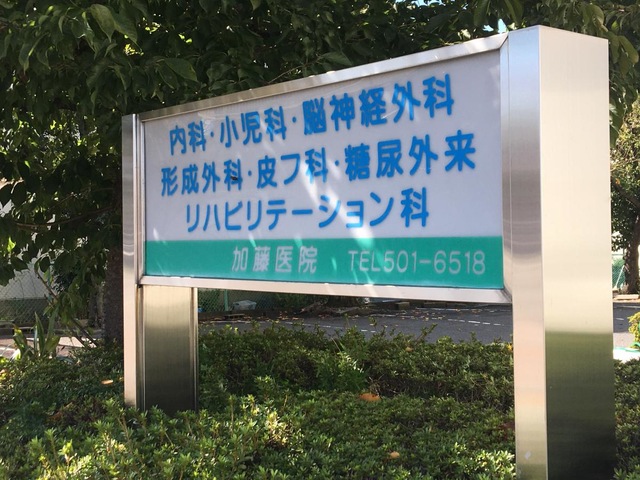 内科・小児科・脳神経外科
形成外科・皮フ科・糖尿外来
リハビリテーション科
加藤医院 TEL501-6518